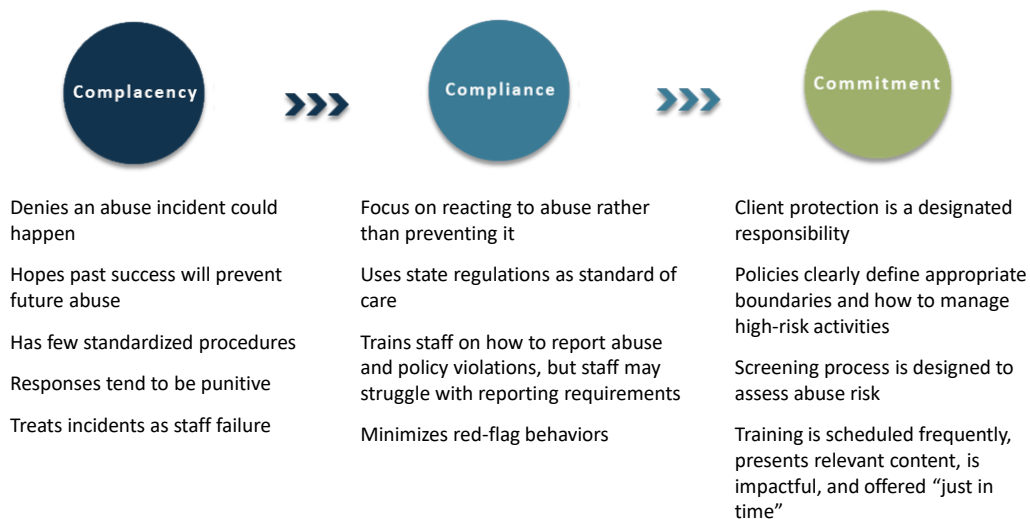 Complacency
Compliance
Commitment
Denies an abuse incident could
happen
Hopes past success will prevent
future abuse
Has few standardized procedures
Responses tend to be punitive
Treats incidents as staff failure
Focus on reacting to abuse rather
than preventing it
Uses state regulations as standard of
care
Trains staff on how to report abuse
and policy violations, but staff may
struggle with reporting requirements
Minimizes red-flag behaviors
Client protection is a designated
responsibility
Policies clearly define appropriate
boundaries and how to manage
high-risk activities
Screening process is designed to
assess abuse risk
Training is scheduled frequently,
presents relevant content, is
impactful, and offered “just in
time”